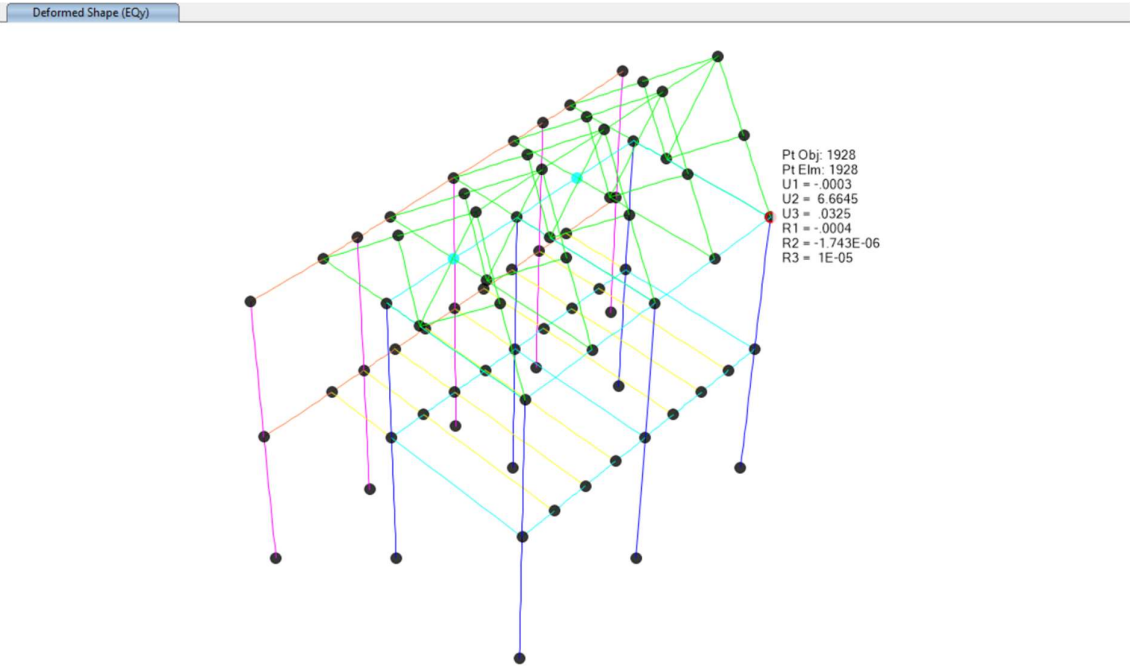 Deformed Shape (EQy)
Pt Obj: 1928
Pt Elm: 1928
U1 = -.0003
U2 = 6.6645
U3 = .0325
R1 = -.0004
R2 = -1.743E-06
R3 = 1E-05